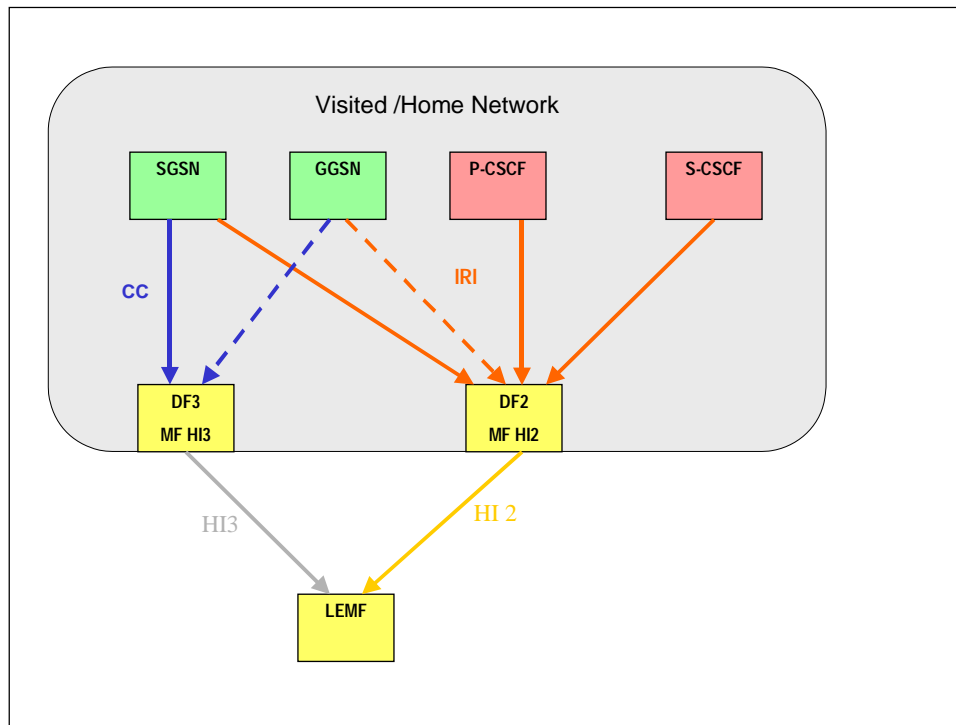 Visited /Home Network
SGSN
GGSN
P-CSCF
S-CSCF
CC
IRI
DF3
MF HI3
DF2
MF HI2
HI3
HI 2
LEMF